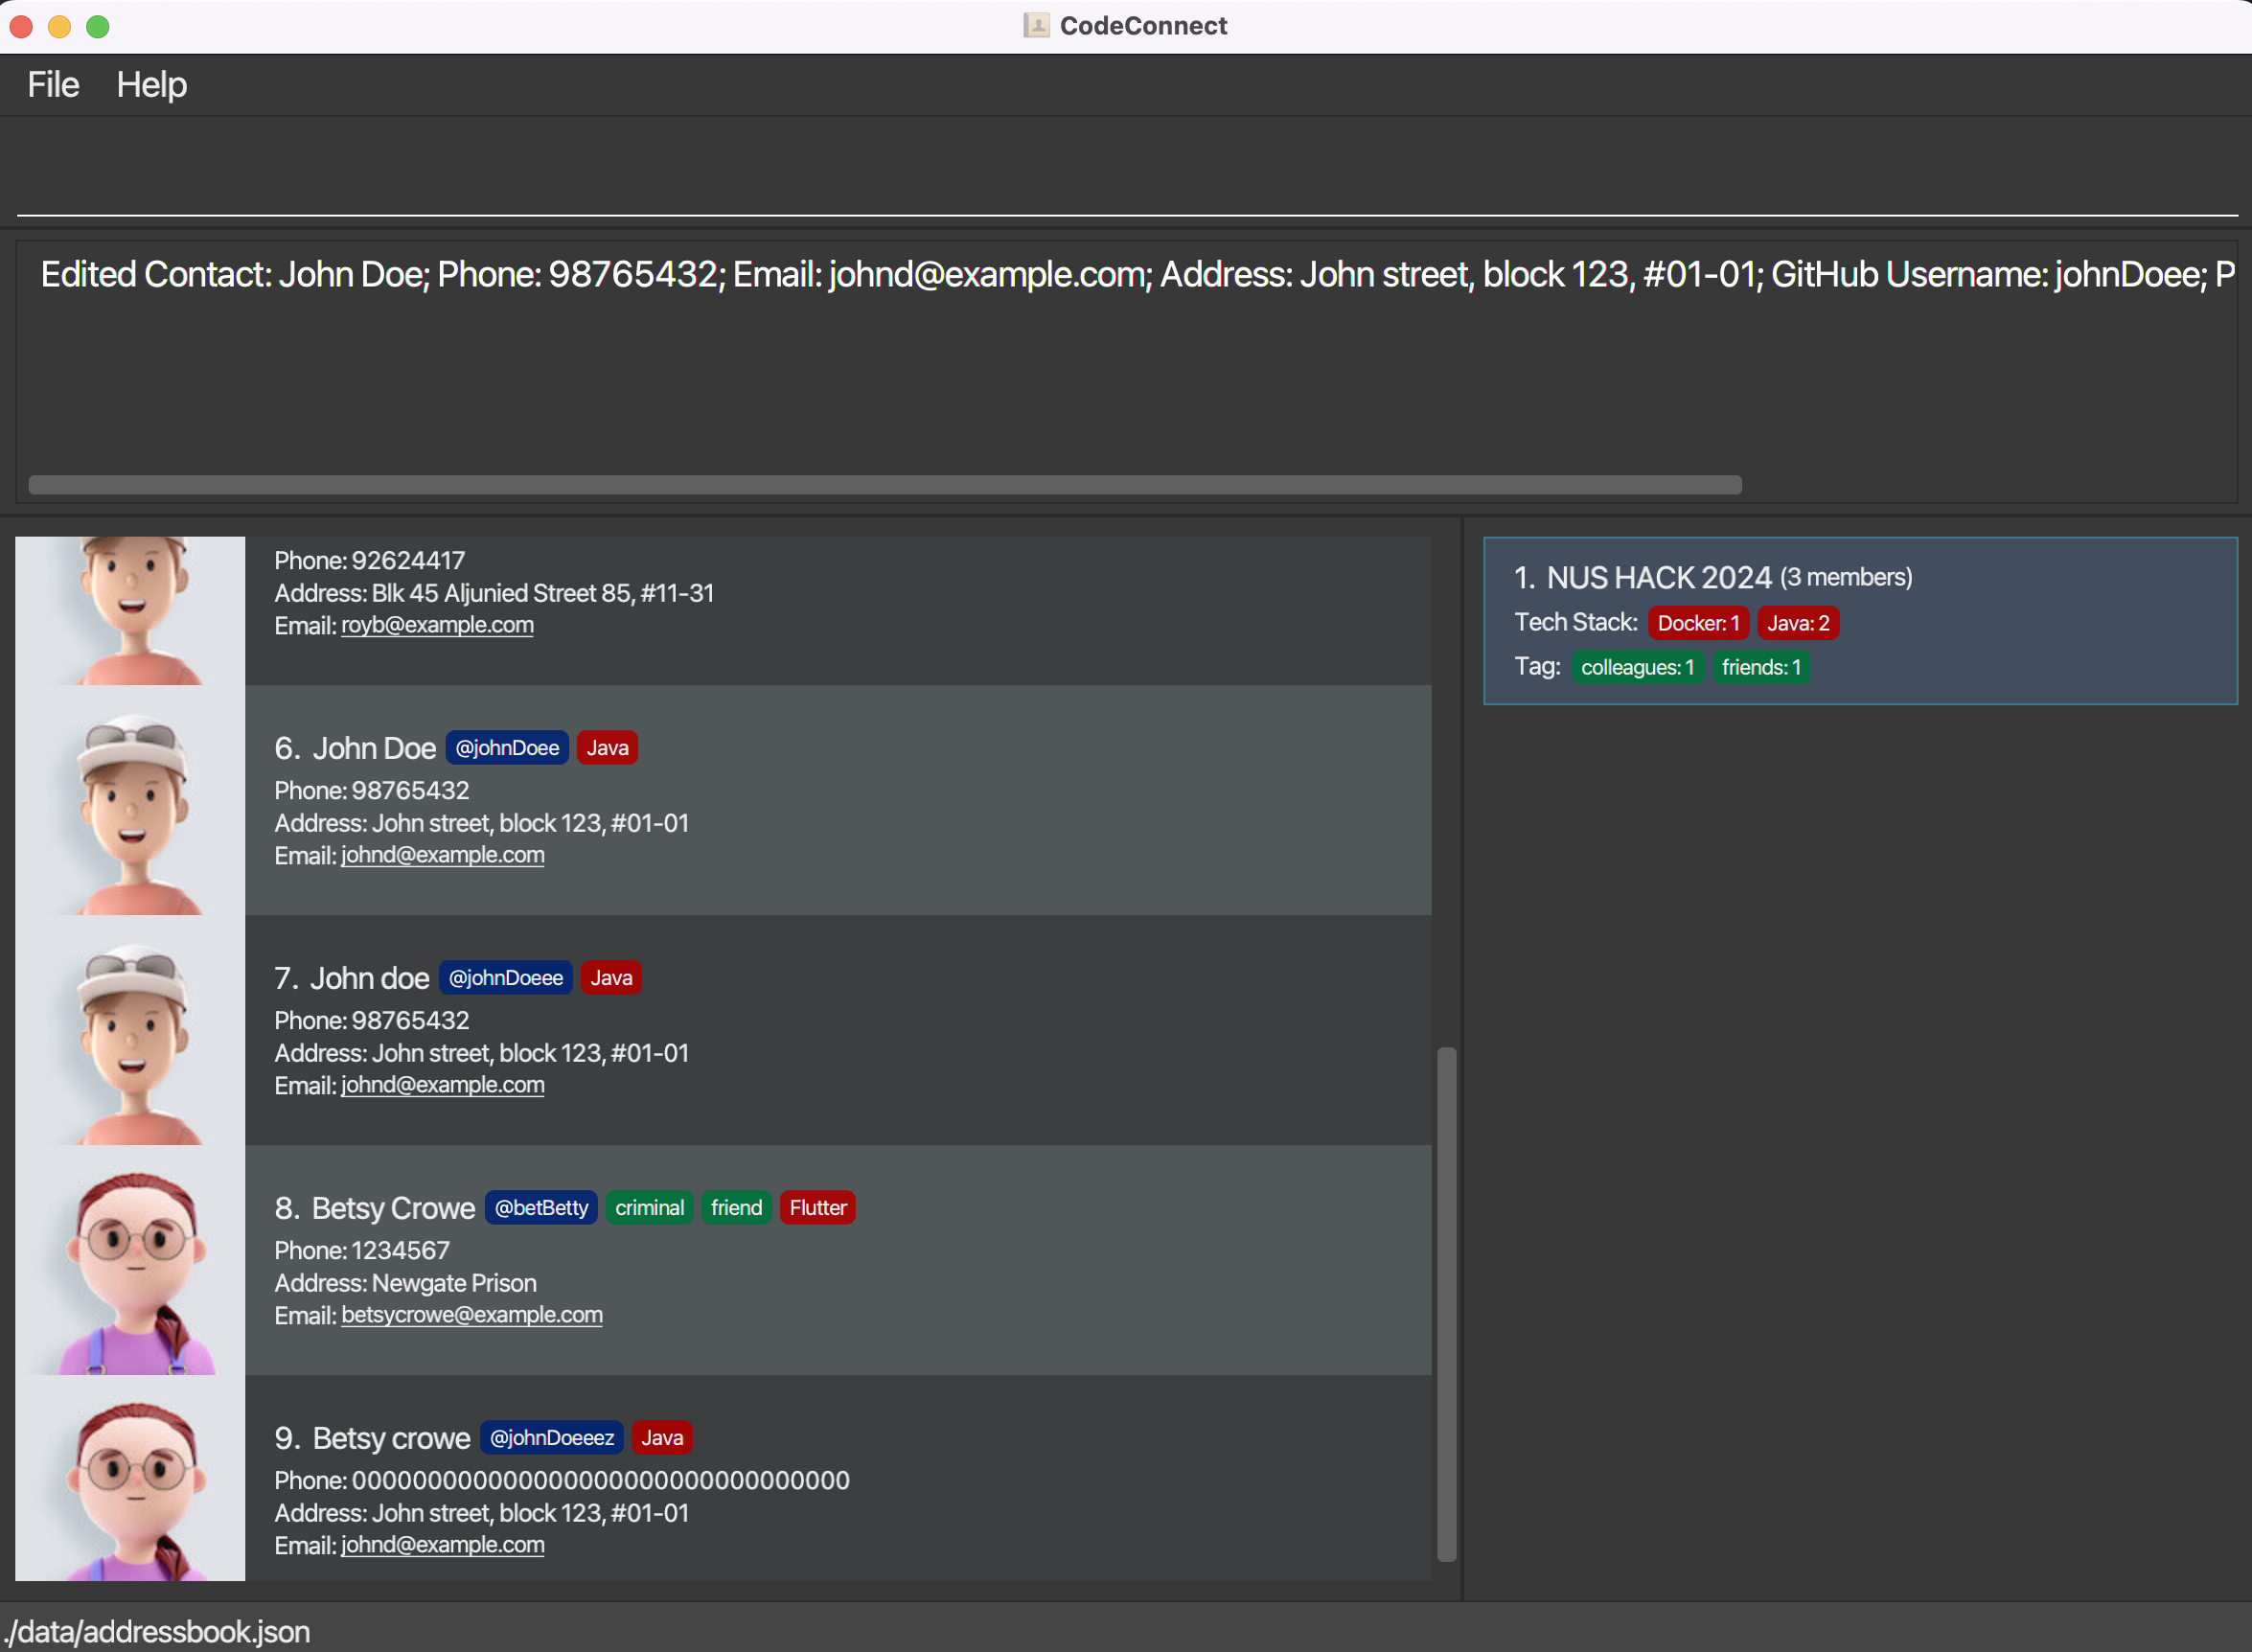 CodeConnect
File Help
Edited Contact: John Doe; Phone: 98765432; Email: johnd@example.com; Address: John street, block 123, #01-01; GitHub Username: johnDoee; P
Phone: 92624417
Address: Blk 45 Aljunied Street 85, #11-31
Email: royb@example.com
6. John Doe @johnDoee Java
Phone: 98765432
Address: John street, block 123, #01-01
Email: johnd@example.com
7. John doe @johnDoeee Java
Phone: 98765432
Address: John street, block 123, #01-01
Email: johnd@example.com
8. Betsy Crowe @betBetty criminal friend Flutter
Phone: 1234567
Address: Newgate Prison
Email: betsycrowe@example.com
9. Betsy crowe @johnDoeeez Java
Phone: 000000000000000000000000000000000
Address: John street, block 123, #01-01
Email: johnd@example.com
1. NUS HACK 2024 (3 members)
Tech Stack: Docker: 1 Java: 2
Tag: colleagues: 1 friends: 1
./data/addressbook.json